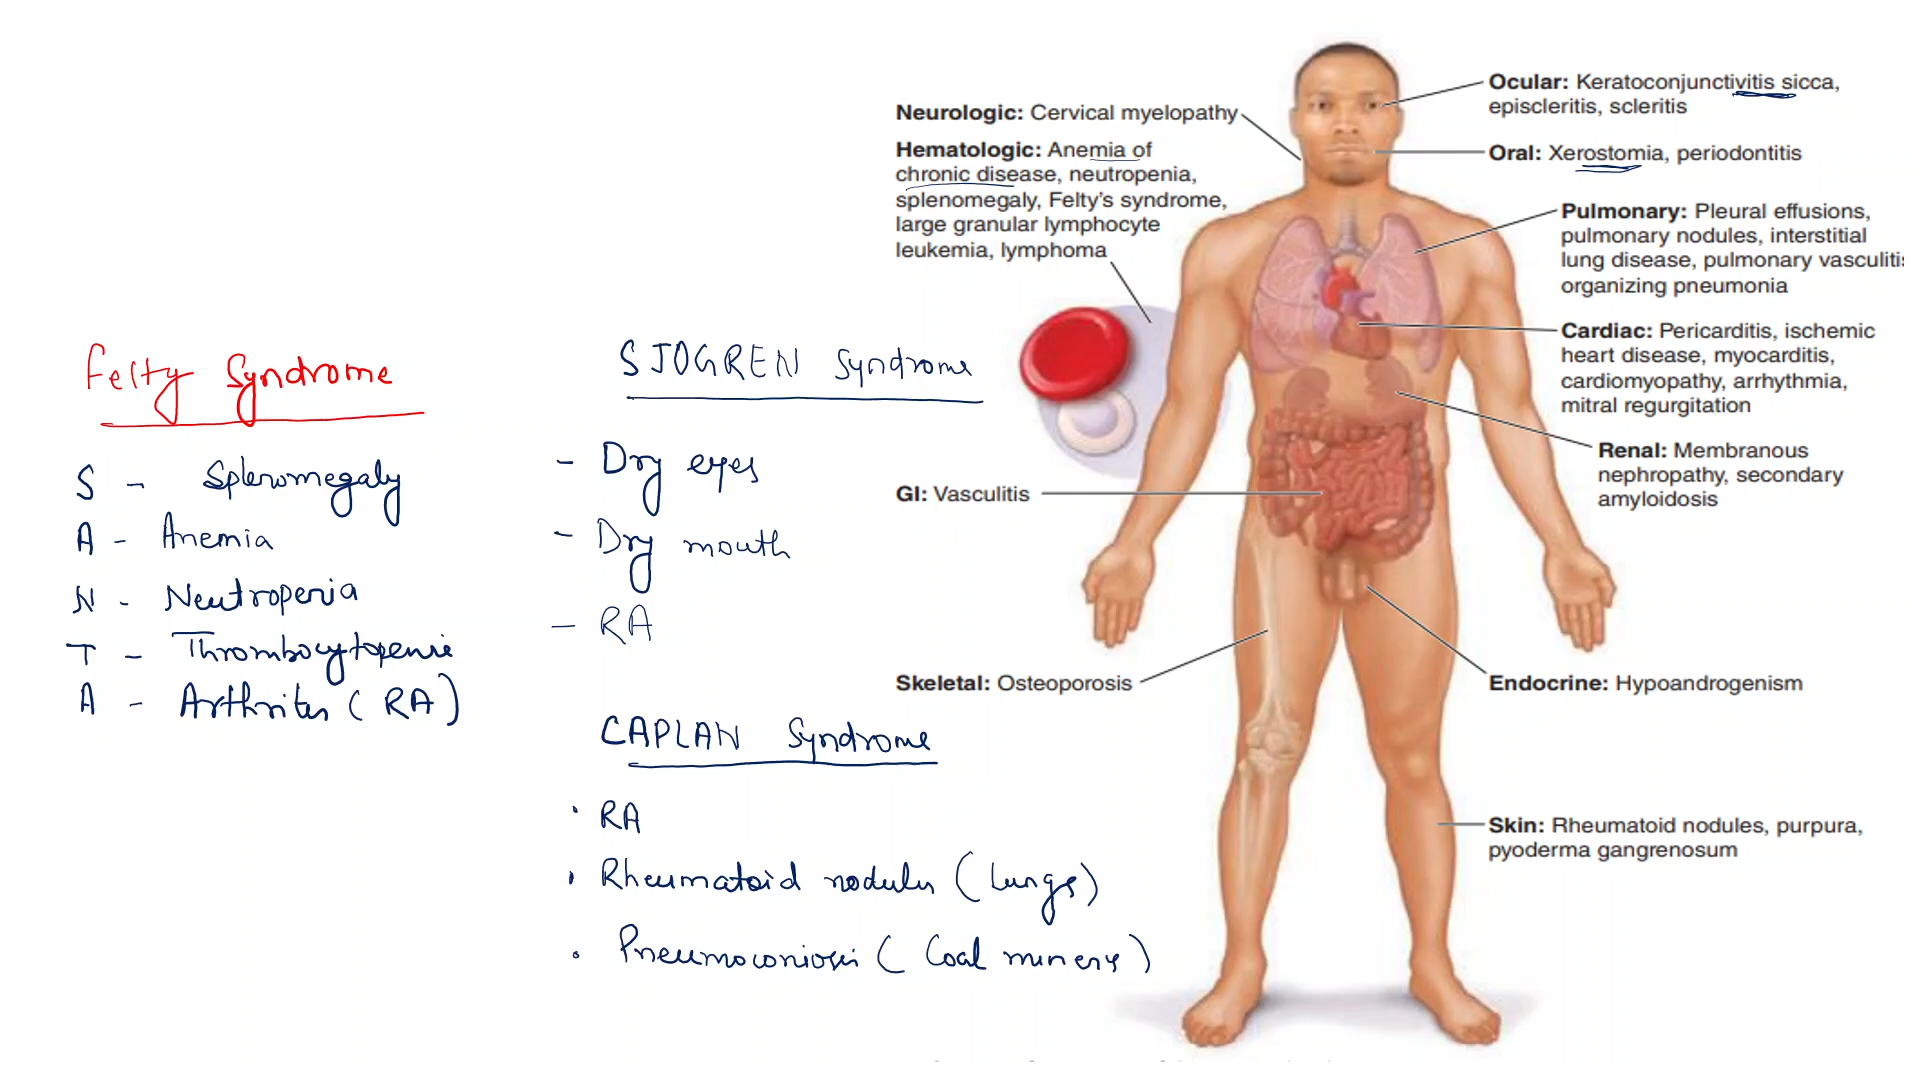 Felty Syndrome
S - Splenomegaly
A - Anemia
N - Neutropenia
T - Thrombocytopenia
A - Arthritis (RA)
SJOGREN Syndrome
- Dry eyes
- Dry mouth
- RA
CAPLAN Syndrome
· RA
· Rheumatoid nodules (Lungs)
· Pneumoconiosis (Coal miners)
Neurologic: Cervical myelopathy
Hematologic: Anemia of
chronic disease, neutropenia,
splenomegaly, Felty's syndrome,
large granular lymphocyte
leukemia, lymphoma
GI: Vasculitis
Skeletal: Osteoporosis
Ocular: Keratoconjunctivitis sicca,
episcleritis, scleritis
Oral: Xerostomia, periodontitis
Pulmonary: Pleural effusions,
pulmonary nodules, interstitial
lung disease, pulmonary vasculitis
organizing pneumonia
Cardiac: Pericarditis, ischemic
heart disease, myocarditis,
cardiomyopathy, arrhythmia,
mitral regurgitation
Renal: Membranous
nephropathy, secondary
amyloidosis
Endocrine: Hypoandrogenism
Skin: Rheumatoid nodules, purpura,
pyoderma gangrenosum